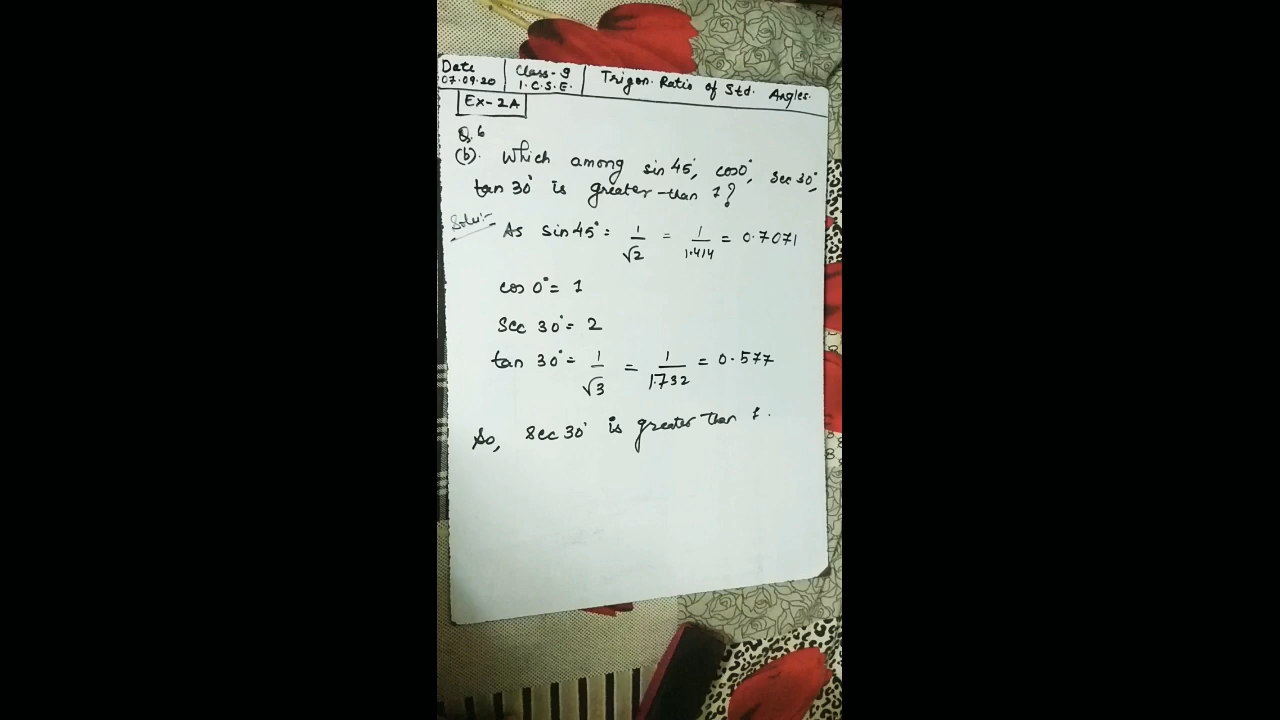 Date 07.09.20 | Class-9 I.C.S.E. | Trigon. Ratio of Std. Angles.
Ex-2A
Q.6
(b). Which among sin 45°, cos 0°, sec 30°,
tan 30° is greater than 1?
Soln:- As sin 45° = 1/√2 = 1/1.414 = 0.7071
cos 0° = 1
Sec 30° = 2
tan 30° = 1/√3 = 1/1.732 = 0.577
So, Sec 30° is greater than 1.